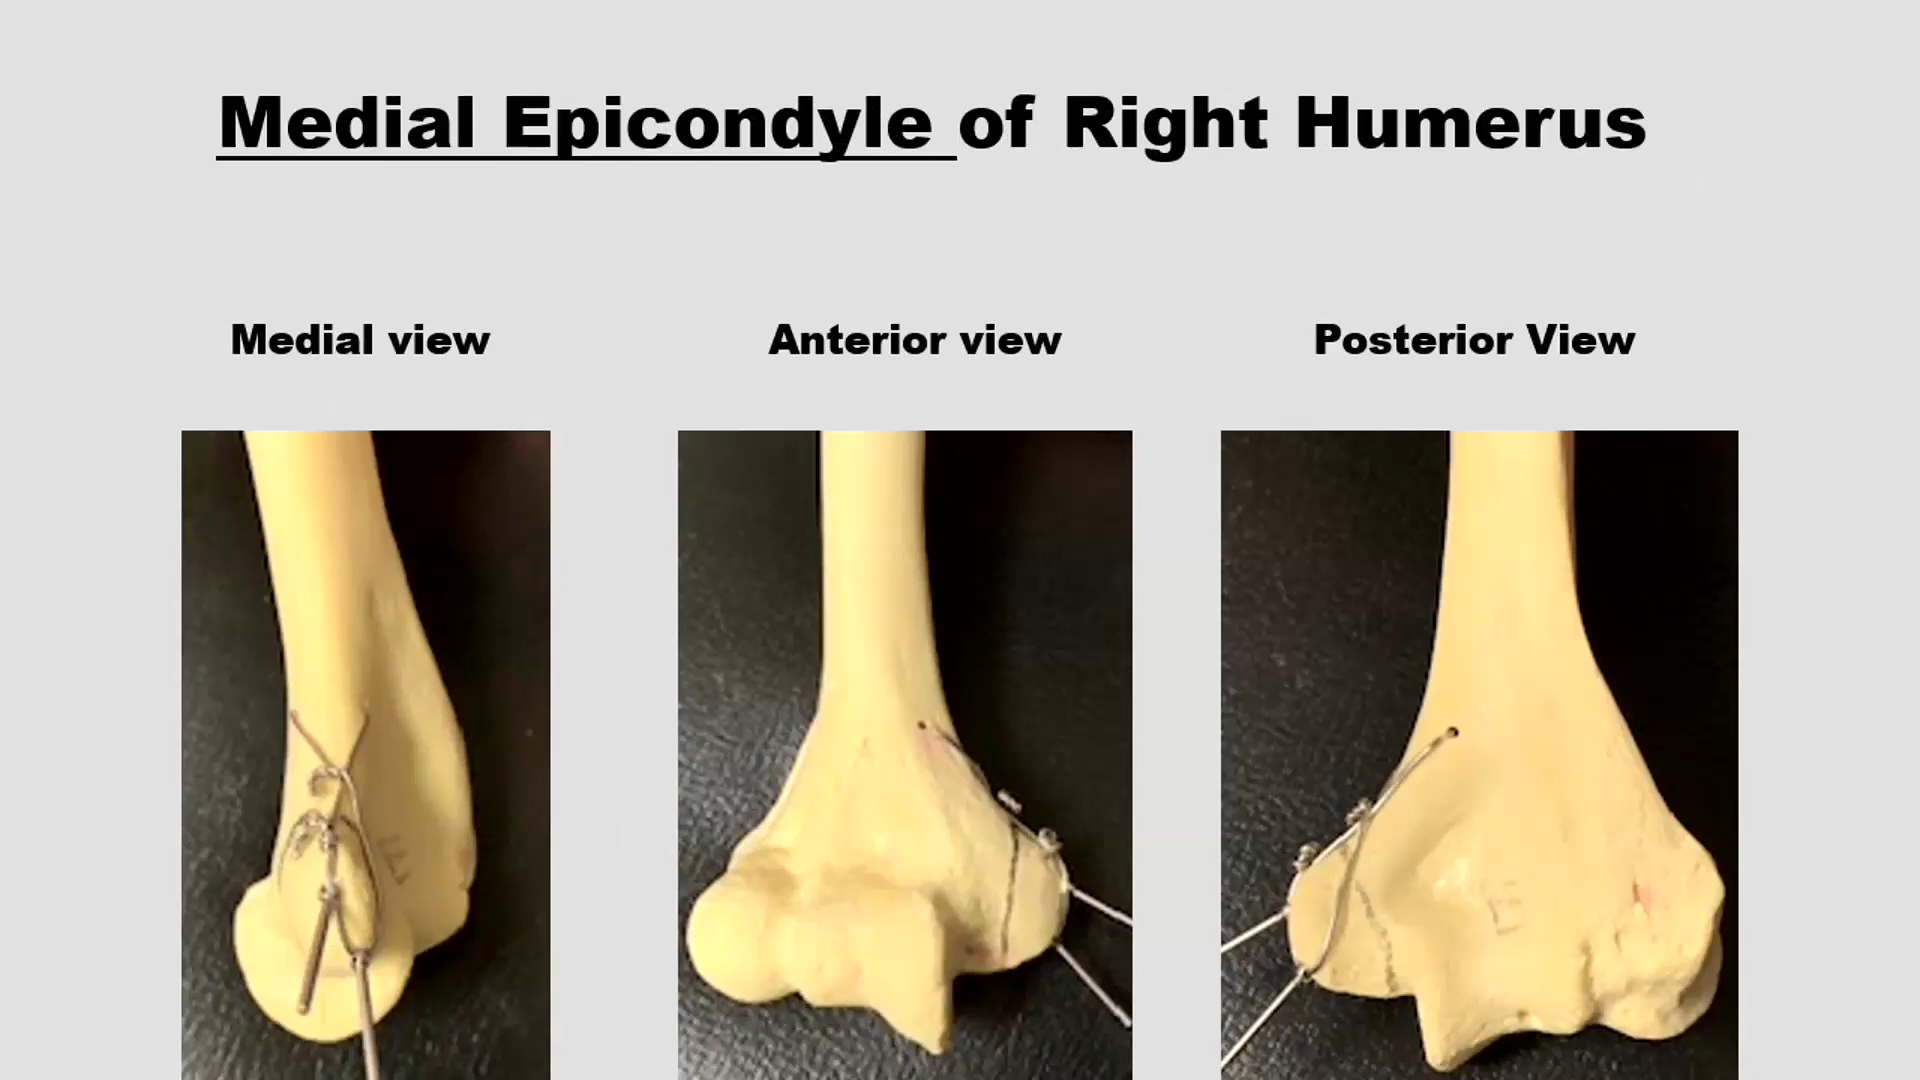 Medial Epicondyle of Right Humerus
Medial view
Anterior view
Posterior View